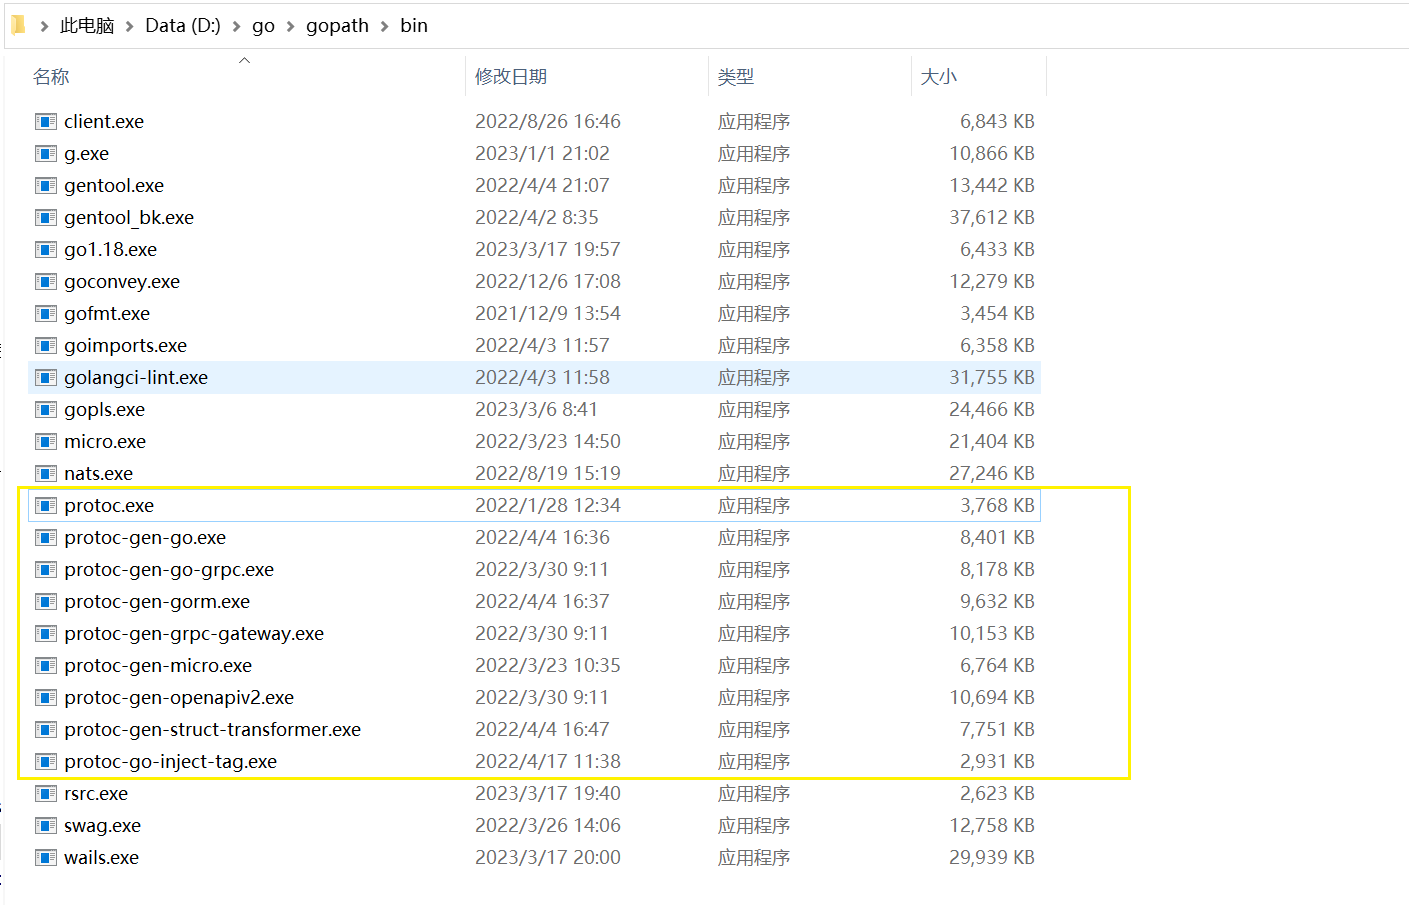 此电脑 Data (D:) go gopath bin
名称 修改日期 类型 大小
client.exe 2022/8/26 16:46 应用程序 6,843 KB
g.exe 2023/1/1 21:02 应用程序 10,866 KB
gentool.exe 2022/4/4 21:07 应用程序 13,442 KB
gentool_bk.exe 2022/4/2 8:35 应用程序 37,612 KB
go1.18.exe 2023/3/17 19:57 应用程序 6,433 KB
goconvey.exe 2022/12/6 17:08 应用程序 12,279 KB
gofmt.exe 2021/12/9 13:54 应用程序 3,454 KB
goimports.exe 2022/4/3 11:57 应用程序 6,358 KB
golangci-lint.exe 2022/4/3 11:58 应用程序 31,755 KB
gopls.exe 2023/3/6 8:41 应用程序 24,466 KB
micro.exe 2022/3/23 14:50 应用程序 21,404 KB
nats.exe 2022/8/19 15:19 应用程序 27,246 KB
protoc.exe 2022/1/28 12:34 应用程序 3,768 KB
protoc-gen-go.exe 2022/4/4 16:36 应用程序 8,401 KB
protoc-gen-go-grpc.exe 2022/3/30 9:11 应用程序 8,178 KB
protoc-gen-gorm.exe 2022/4/4 16:37 应用程序 9,632 KB
protoc-gen-grpc-gateway.exe 2022/3/30 9:11 应用程序 10,153 KB
protoc-gen-micro.exe 2022/3/23 10:35 应用程序 6,764 KB
protoc-gen-openapiv2.exe 2022/3/30 9:11 应用程序 10,694 KB
protoc-gen-struct-transformer.exe 2022/4/4 16:47 应用程序 7,751 KB
protoc-go-inject-tag.exe 2022/4/17 11:38 应用程序 2,931 KB
rsrc.exe 2023/3/17 19:40 应用程序 2,623 KB
swag.exe 2022/3/26 14:06 应用程序 12,758 KB
wails.exe 2023/3/17 20:00 应用程序 29,939 KB